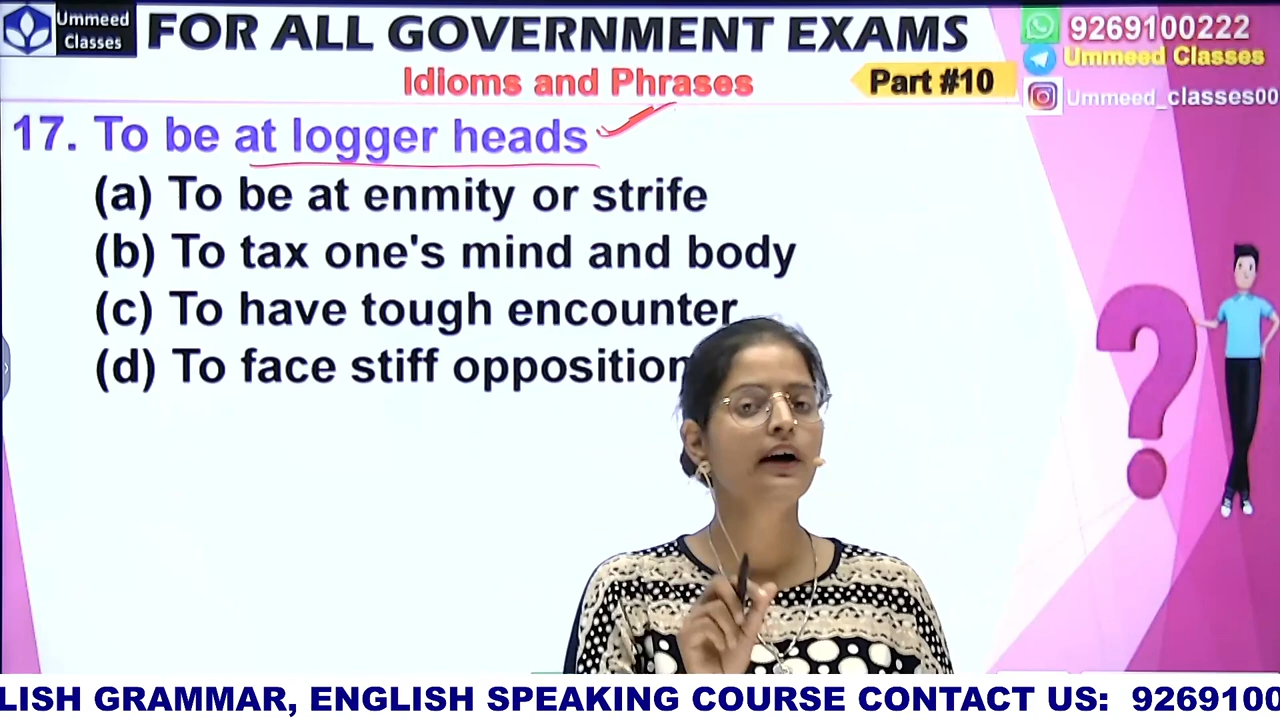 Ummeed
Classes
FOR ALL GOVERNMENT EXAMS
9269100222
Ummeed Classes
Idioms and Phrases
Part #10
Ummeed_classes00
17. To be at logger heads
(a) To be at enmity or strife
(b) To tax one's mind and body
(c) To have tough encounter
(d) To face stiff opposition
LISH GRAMMAR, ENGLISH SPEAKING COURSE CONTACT US: 9269100